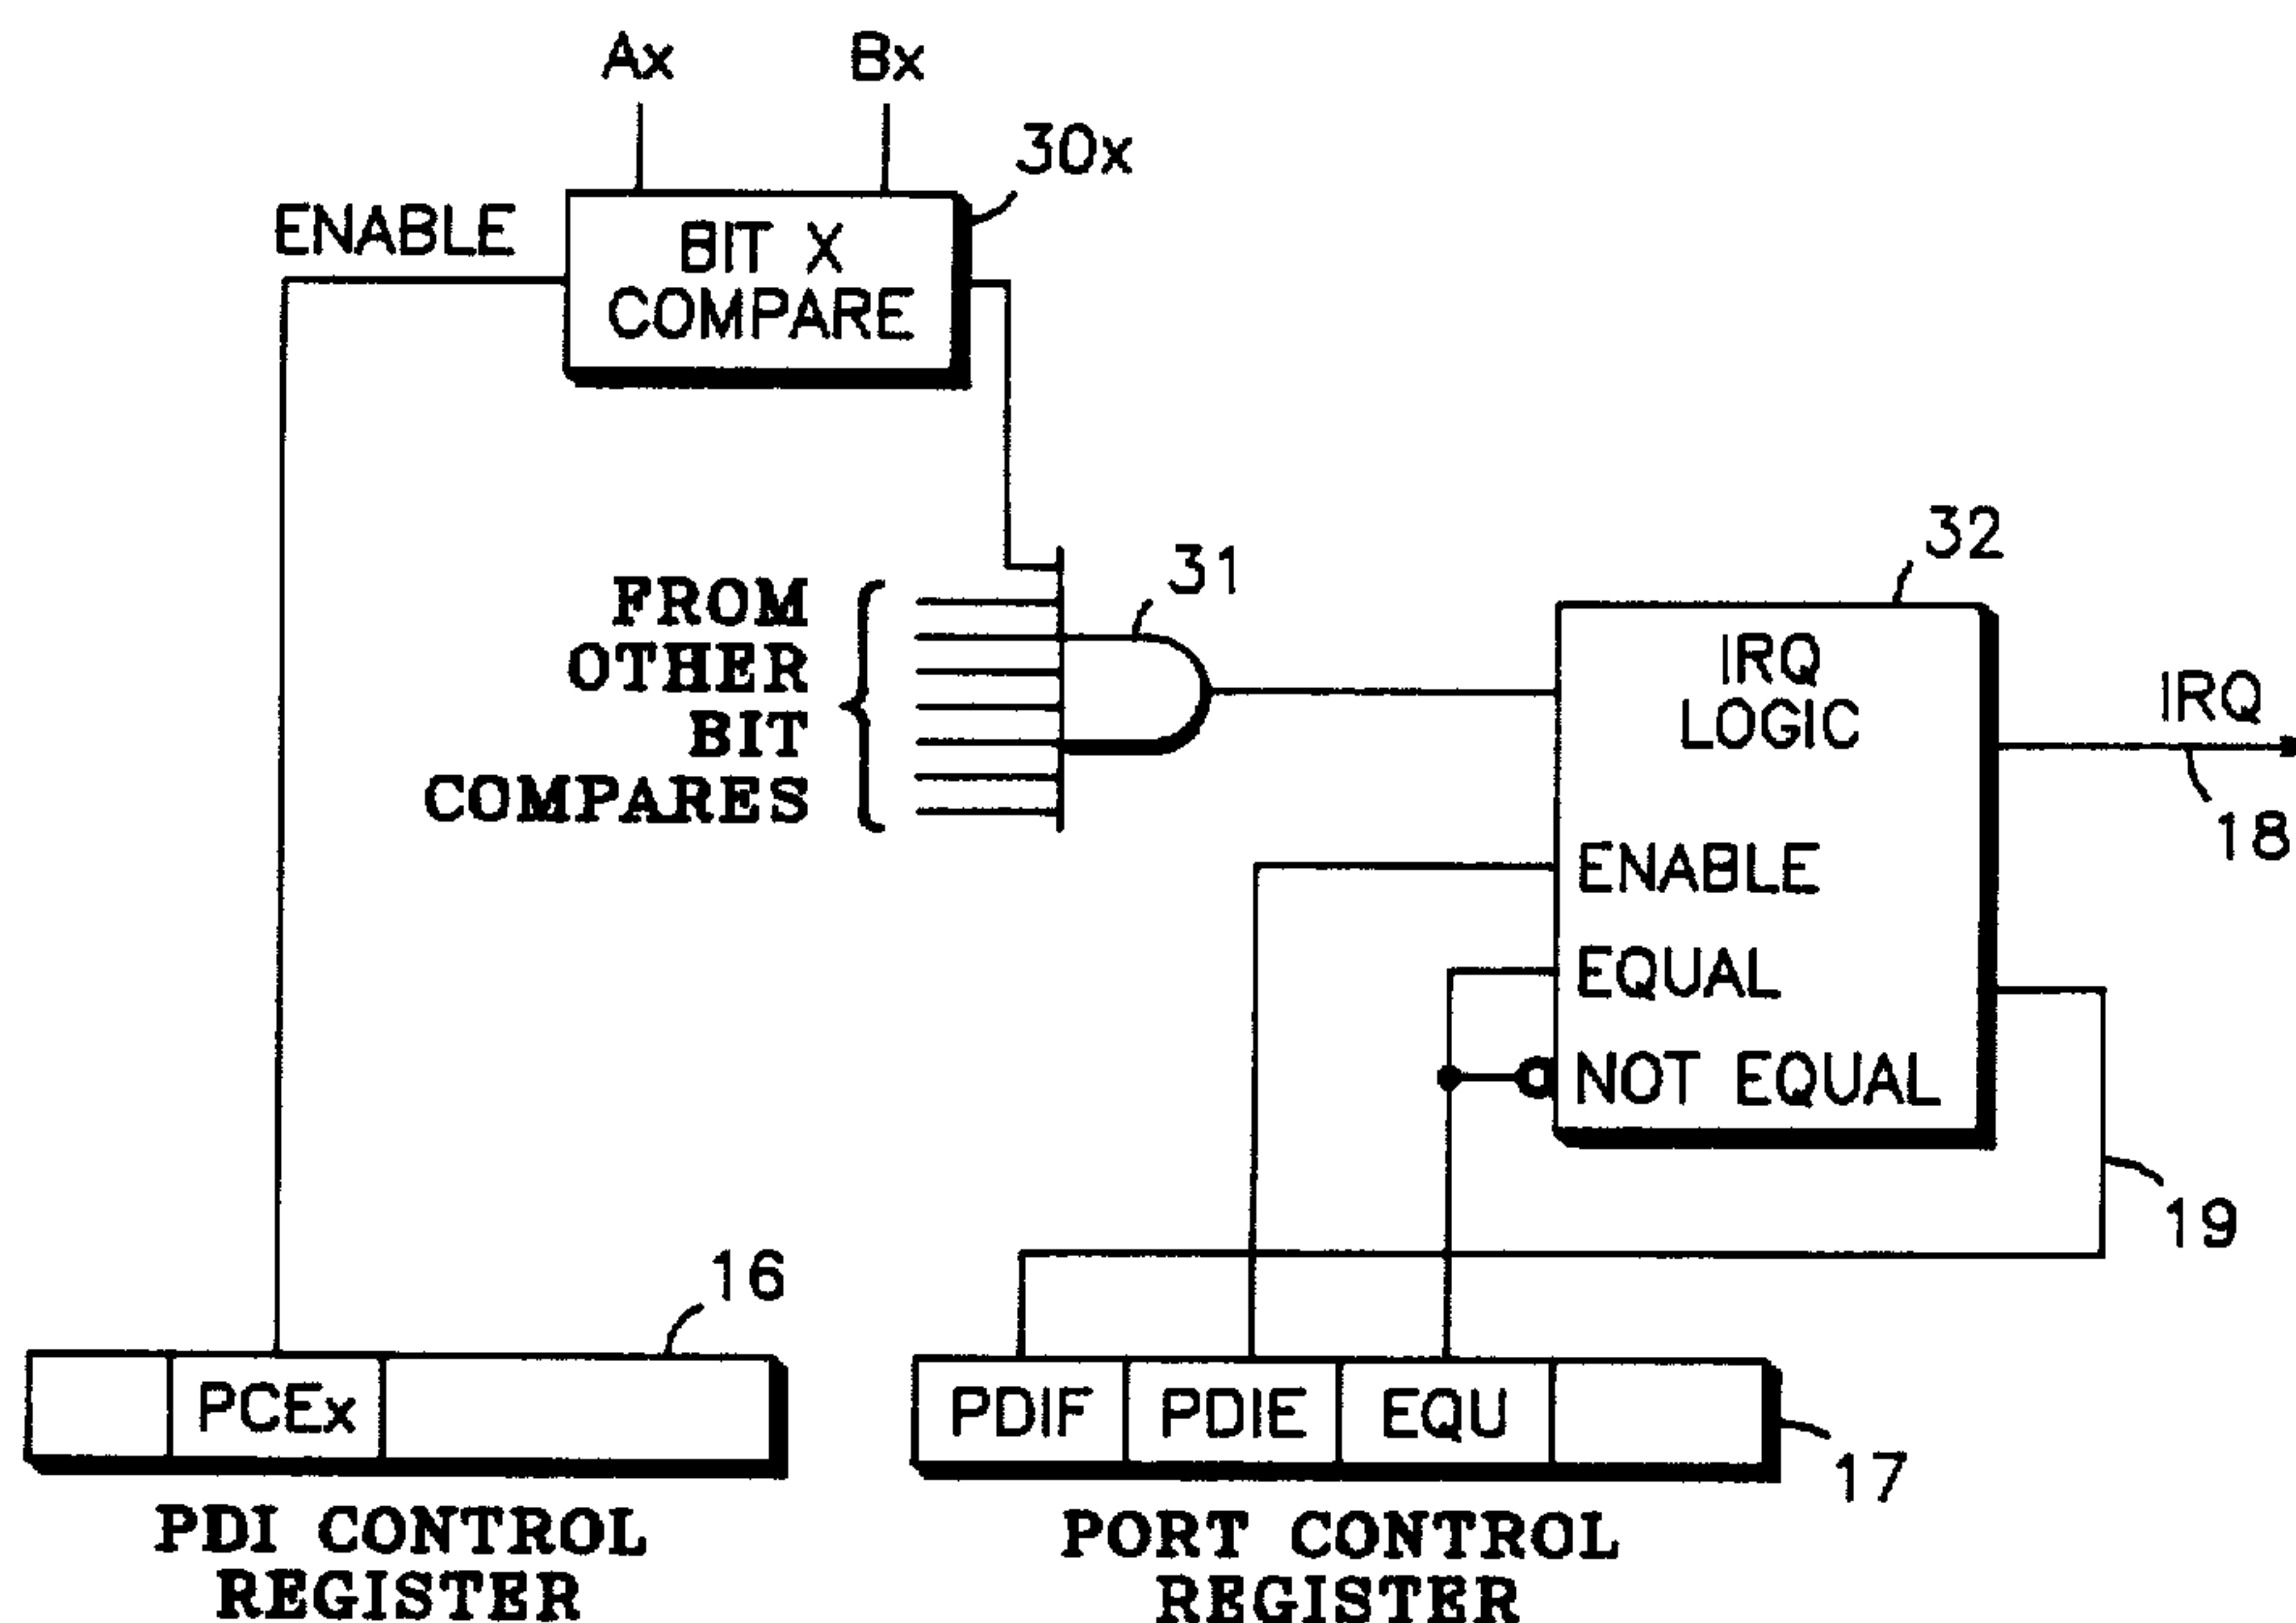 Ax
Bx
30x
ENABLE
BIT X
COMPARE
FROM
OTHER
BIT
COMPARES
31
32
IRQ
LOGIC
ENABLE
EQUAL
NOT EQUAL
IRQ
18
19
16
PCEx
PDI CONTROL
REGISTER
PDIF
PDIE
EQU
17
PORT CONTROL
REGISTER